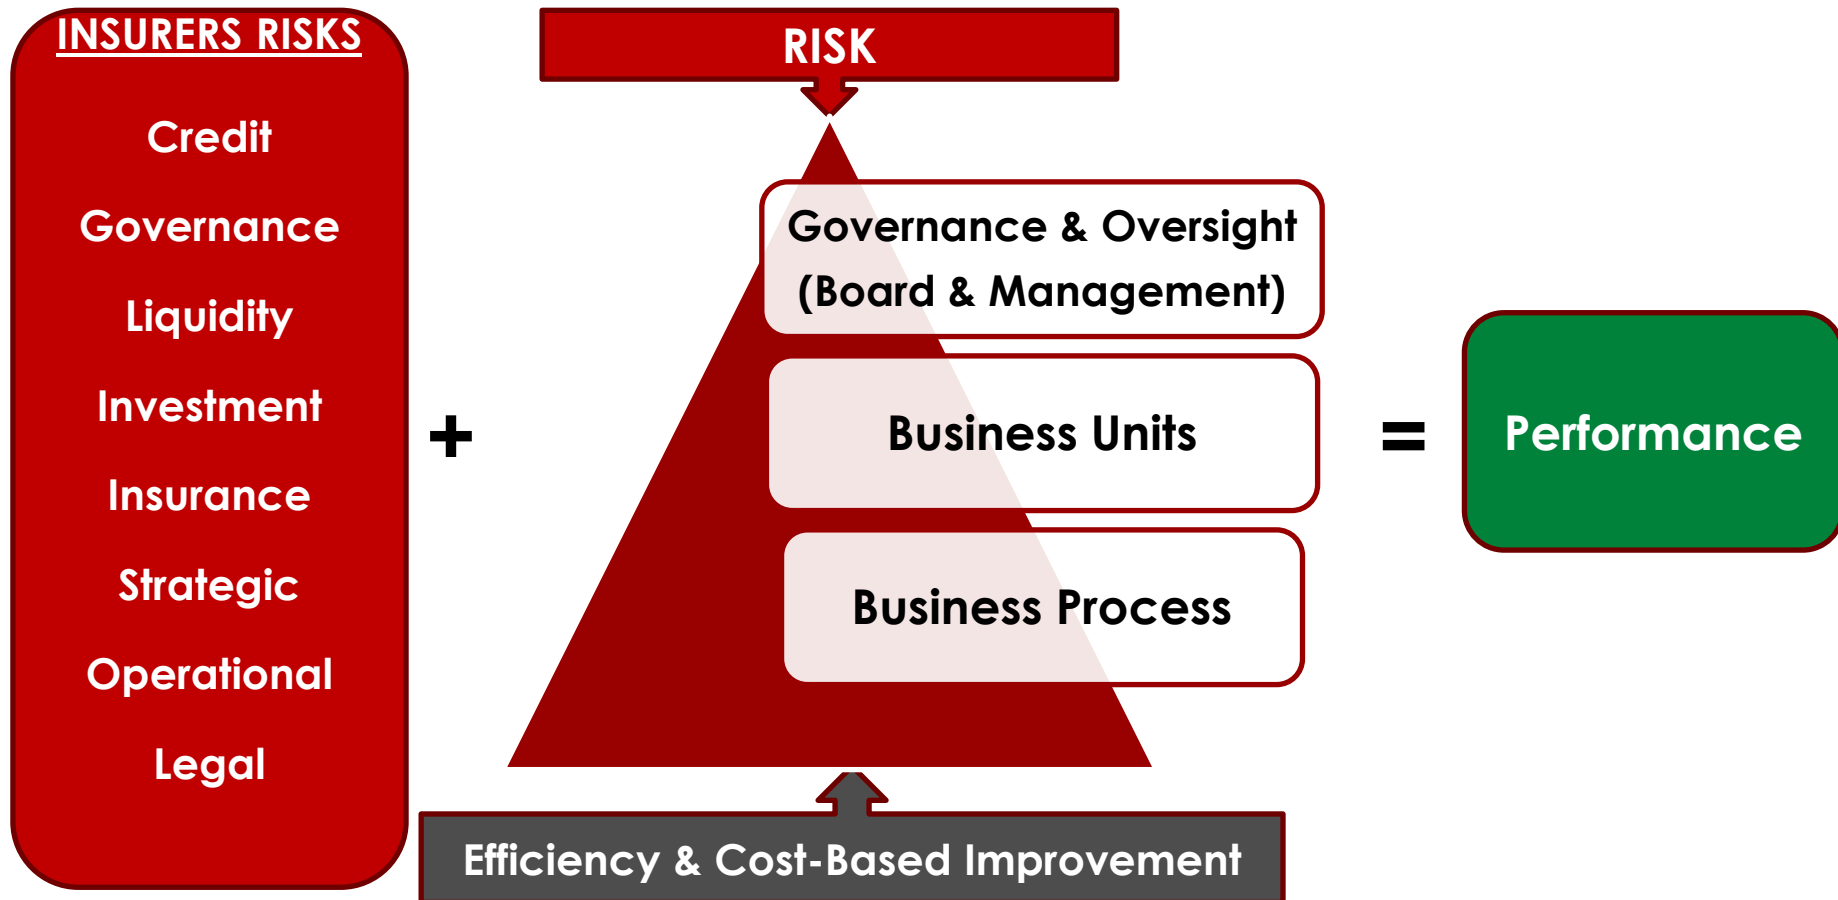 INSURERS RISKS
Credit
Governance
Liquidity
Investment
Insurance
Strategic
Operational
Legal
+
RISK
Governance & Oversight
(Board & Management)
Business Units
Business Process
Efficiency & Cost-Based Improvement
=
Performance